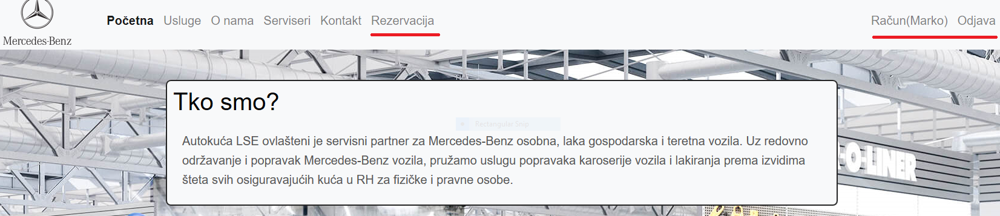 Mercedes-Benz
Početna Usluge O nama Serviseri Kontakt Rezervacija Račun(Marko) Odjava
Tko smo?
Rectangular Snip
Autokuća LSE ovlašteni je servisni partner za Mercedes-Benz osobna, laka gospodarska i teretna vozila. Uz redovno
održavanje i popravak Mercedes-Benz vozila, pružamo uslugu popravaka karoserije vozila i lakiranja prema izvidima
šteta svih osiguravajućih kuća u RH za fizičke i pravne osobe.
O-LINER